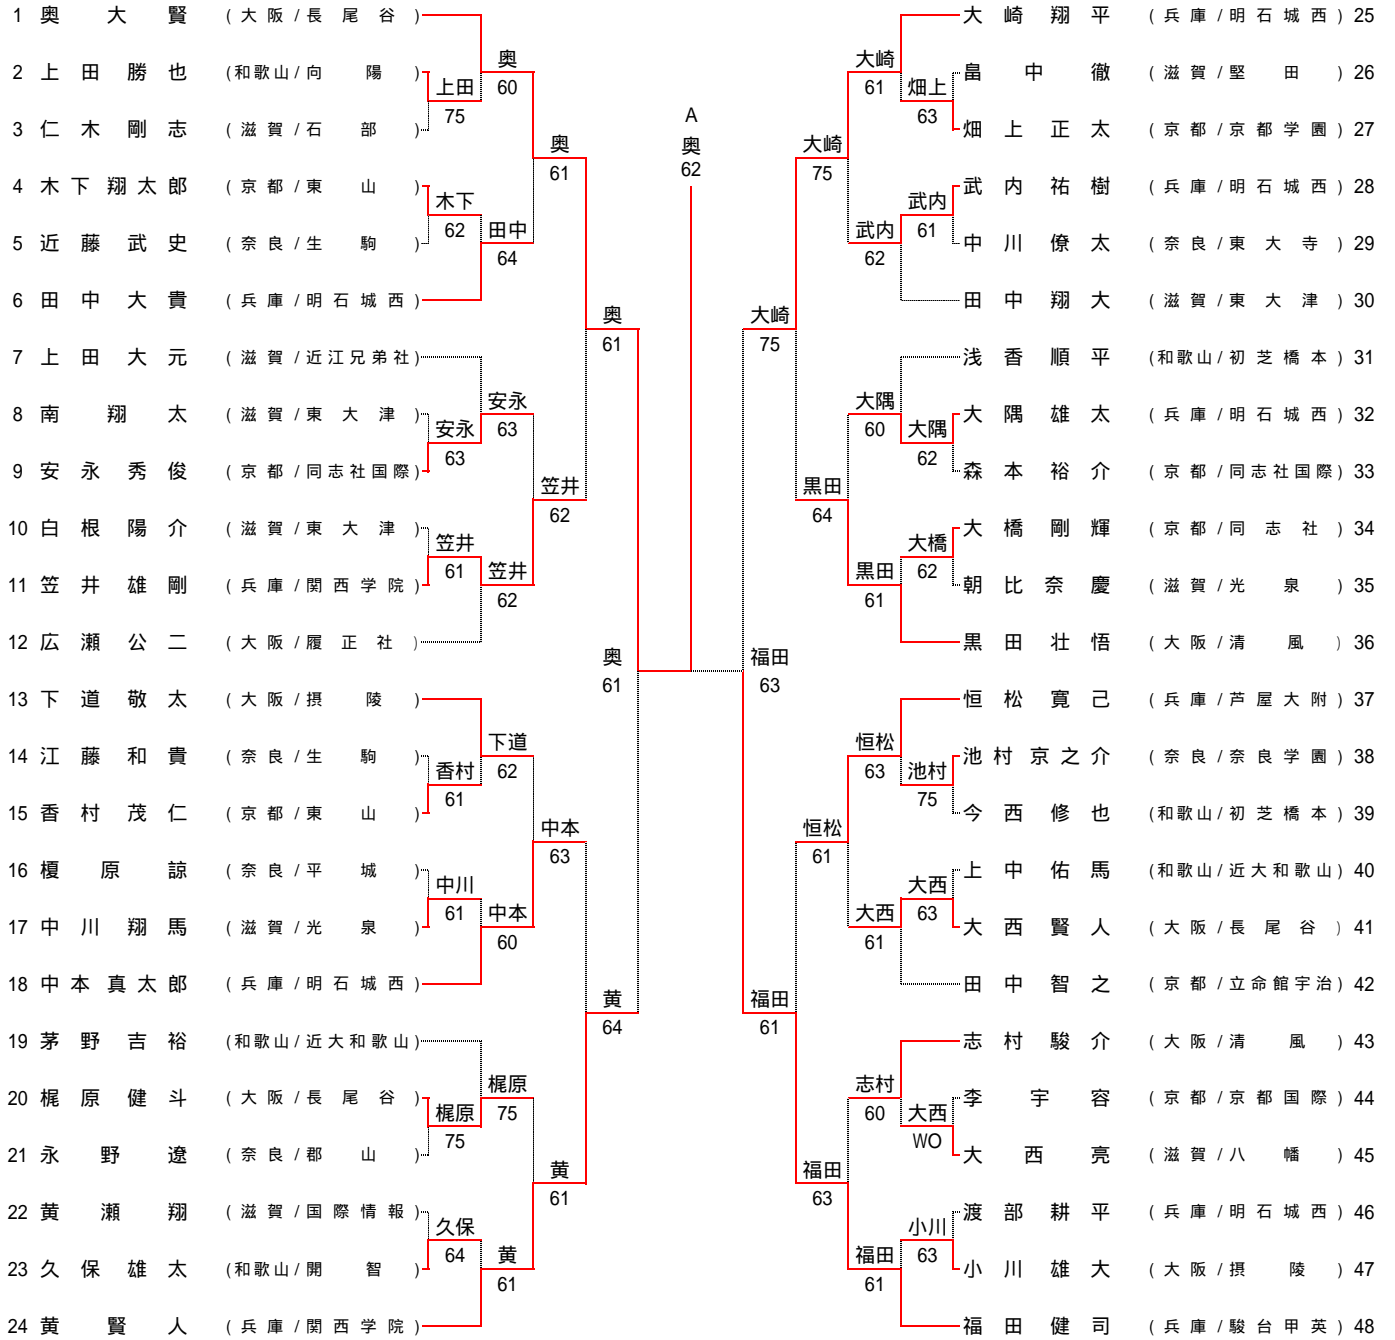 1 奥大賢 (大阪/長尾谷)
2 上田勝也 (和歌山/向陽)
3 仁木剛志 (滋賀/石部)
4 木下翔太郎 (京都/東山)
5 近藤武史 (奈良/生駒)
6 田中大貴 (兵庫/明石城西)
7 上田大元 (滋賀/近江兄弟社)
8 南翔太 (滋賀/東大津)
9 安永秀俊 (京都/同志社国際)
10 白根陽介 (滋賀/東大津)
11 笠井雄剛 (兵庫/関西学院)
12 広瀬公二 (大阪/履正社)
13 下道敬太 (大阪/摂陵)
14 江藤和貴 (奈良/生駒)
15 香村茂仁 (京都/東山)
16 榎原諒 (奈良/平城)
17 中川翔馬 (滋賀/光泉)
18 中本真太郎 (兵庫/明石城西)
19 茅野吉裕 (和歌山/近大和歌山)
20 梶原健斗 (大阪/長尾谷)
21 永野遼 (奈良/郡山)
22 黄瀬翔 (滋賀/国際情報)
23 久保雄太 (和歌山/開智)
24 黄賢人 (兵庫/関西学院)
上田
75
木下
62
安永
63
笠井
61
香村
61
中川
61
梶原
75
久保
64
奥
60
田中
64
安永
63
笠井
62
下道
62
中本
60
梶原
75
黄
61
奥
61
笠井
62
中本
63
黄
61
奥
61
黄
64
奥
61
A
奥
62
福田
63
大崎
75
福田
61
大崎
75
黒田
64
恒松
61
福田
63
大崎
61
武内
62
大隅
60
黒田
61
恒松
63
大西
61
志村
60
福田
61
畑上
63
武内
61
大隅
62
大橋
62
池村
75
大西
63
大西
WO
小川
63
大崎翔平 (兵庫/明石城西) 25
畠中徹 (滋賀/堅田) 26
畑上正太 (京都/京都学園) 27
武内祐樹 (兵庫/明石城西) 28
中川僚太 (奈良/東大寺) 29
田中翔大 (滋賀/東大津) 30
浅香順平 (和歌山/初芝橋本) 31
大隅雄太 (兵庫/明石城西) 32
森本裕介 (京都/同志社国際) 33
大橋剛輝 (京都/同志社) 34
朝比奈慶 (滋賀/光泉) 35
黒田壮悟 (大阪/清風) 36
恒松寛己 (兵庫/芦屋大附) 37
池村京之介 (奈良/奈良学園) 38
今西修也 (和歌山/初芝橋本) 39
上中佑馬 (和歌山/近大和歌山) 40
大西賢人 (大阪/長尾谷) 41
田中智之 (京都/立命館宇治) 42
志村駿介 (大阪/清風) 43
李宇容 (京都/京都国際) 44
大西亮 (滋賀/八幡) 45
渡部耕平 (兵庫/明石城西) 46
小川雄大 (大阪/摂陵) 47
福田健司 (兵庫/駿台甲英) 48